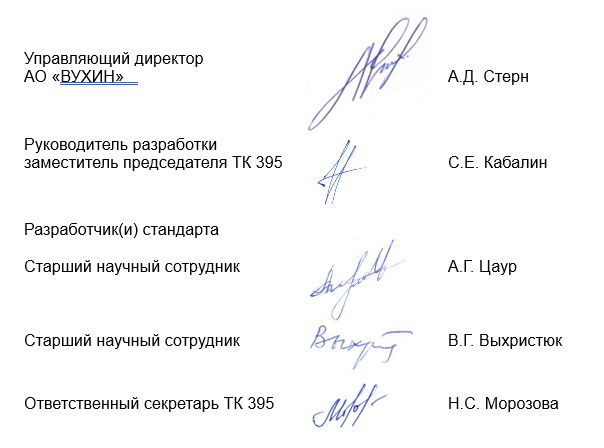 Управляющий директор
АО «ВУХИН» А.Д. Стерн
Руководитель разработки
заместитель председателя ТК 395 С.Е. Кабалин
Разработчик(и) стандарта
Старший научный сотрудник А.Г. Цаур
Старший научный сотрудник В.Г. Выхристюк
Ответственный секретарь ТК 395 Н.С. Морозова